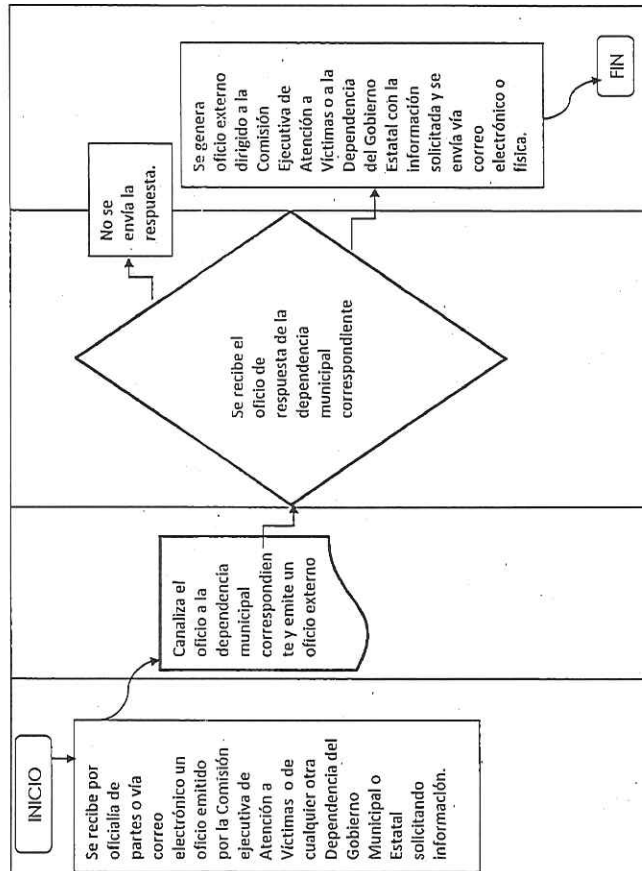 INICIO
Se recibe por
oficialía de
partes o vía
correo
electrónico un
oficio emitido
por la Comisión
ejecutiva de
Atención a
Víctimas o de
cualquier otra
Dependencia del
Gobierno
Municipal o
Estatal
solicitando
información.
Canaliza el
oficio a la
dependencia
municipal
correspondien
te y emite un
oficio externo
Se recibe el
oficio de
respuesta de la
dependencia
municipal
correspondiente
No se
envía la
respuesta.
Se genera
oficio externo
dirigido a la
Comisión
Ejecutiva de
Atención a
Víctimas o a la
Dependencia
del Gobierno
Estatal con la
información
solicitada y se
envía vía
correo
electrónico o
física.
FIN